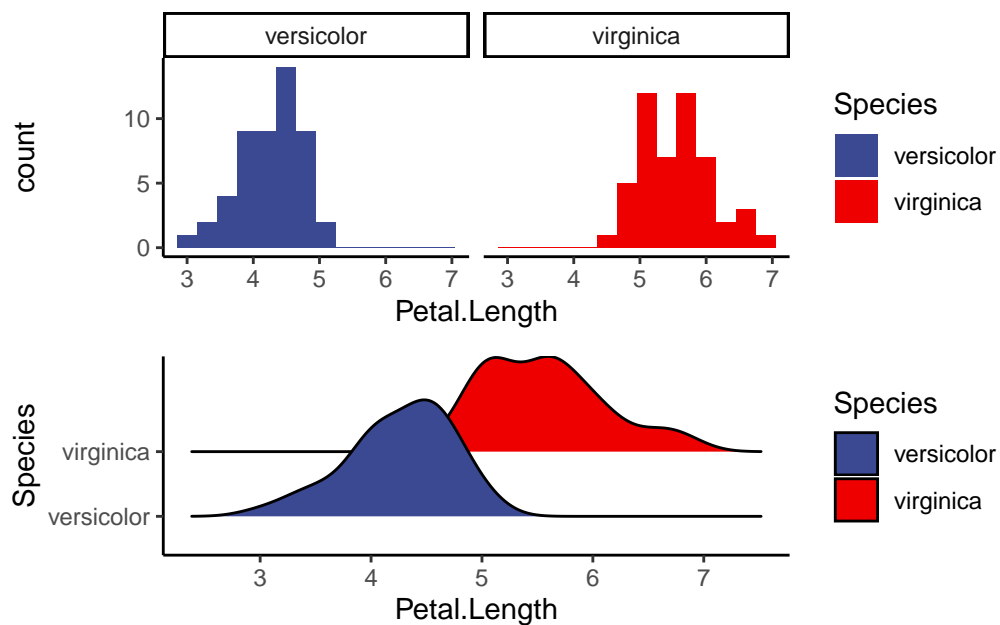 versicolor virginica
count
10
5
0
3 4 5 6 7 3 4 5 6 7
Petal.Length
Species
versicolor
virginica
Species
virginica
versicolor
3 4 5 6 7
Petal.Length
Species
versicolor
virginica